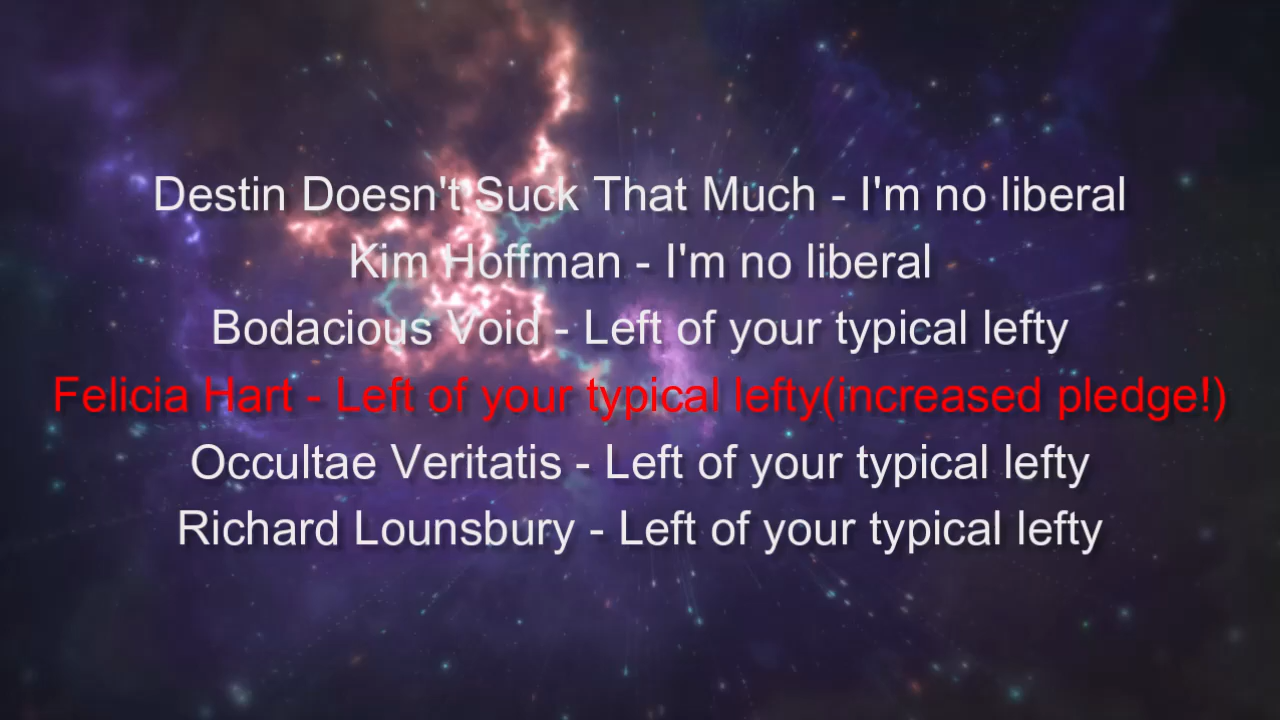 Destin Doesn't Suck That Much - I'm no liberal
Kim Hoffman - I'm no liberal
Bodacious Void - Left of your typical lefty
Felicia Hart - Left of your typical lefty(increased pledge!)
Occultae Veritatis - Left of your typical lefty
Richard Lounsbury - Left of your typical lefty